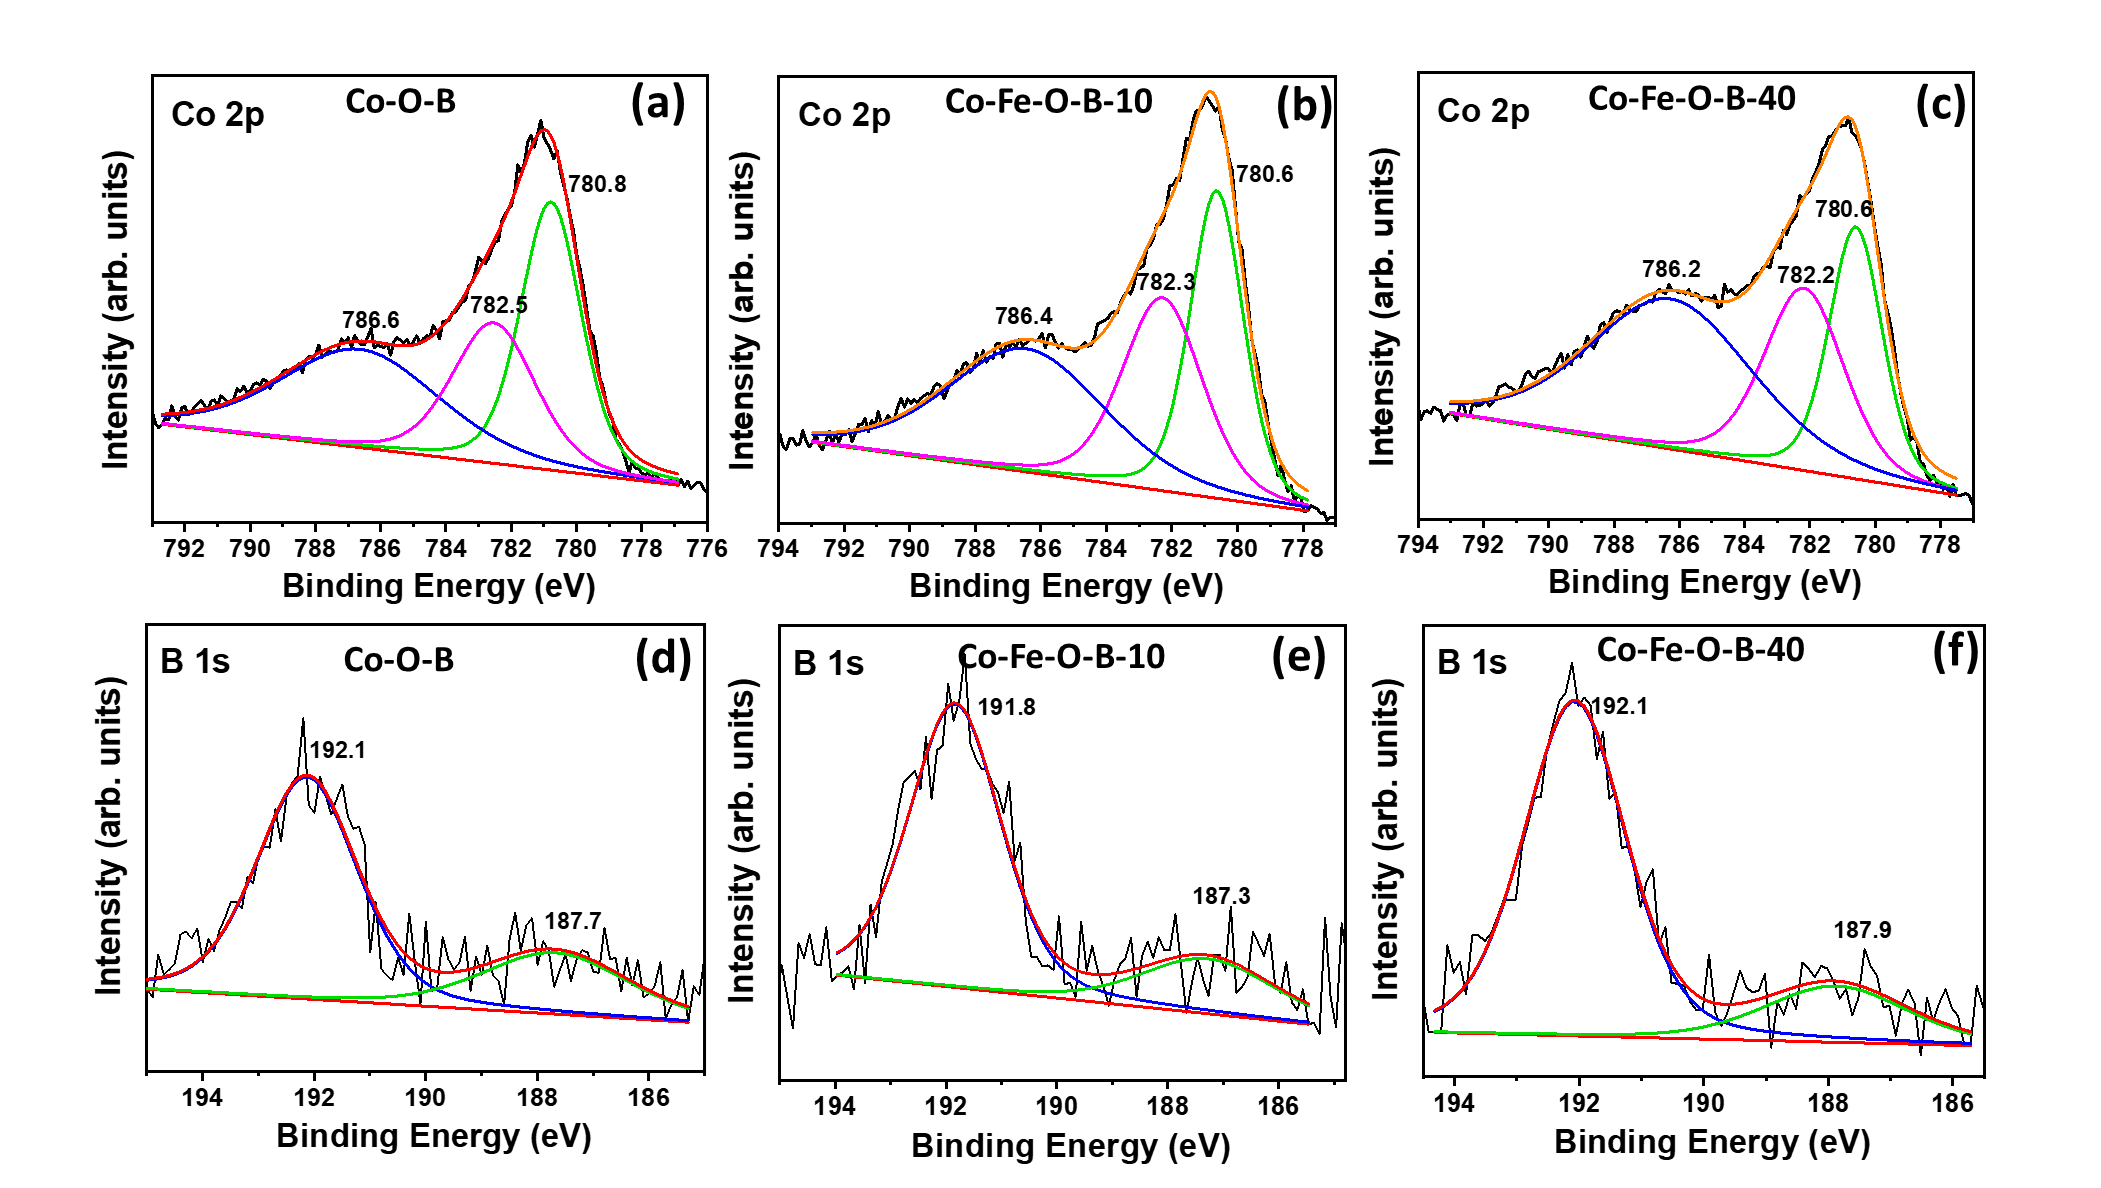 Co 2p
Co-O-B
(a)
780.8
782.5
786.6
Intensity (arb. units)
792 790 788 786 784 782 780 778 776
Binding Energy (eV)
Co 2p
Co-Fe-O-B-10
(b)
780.6
782.3
786.4
Intensity (arb. units)
794 792 790 788 786 784 782 780 778
Binding Energy (eV)
Co 2p
Co-Fe-O-B-40
(c)
780.6
786.2
782.2
Intensity (arb. units)
794 792 790 788 786 784 782 780 778
Binding Energy (eV)
B 1s
Co-O-B
(d)
192.1
187.7
Intensity (arb. units)
194 192 190 188 186
Binding Energy (eV)
B 1s
Co-Fe-O-B-10
(e)
191.8
187.3
Intensity (arb. units)
194 192 190 188 186
Binding Energy (eV)
B 1s
Co-Fe-O-B-40
(f)
192.1
187.9
Intensity (arb. units)
194 192 190 188 186
Binding Energy (eV)